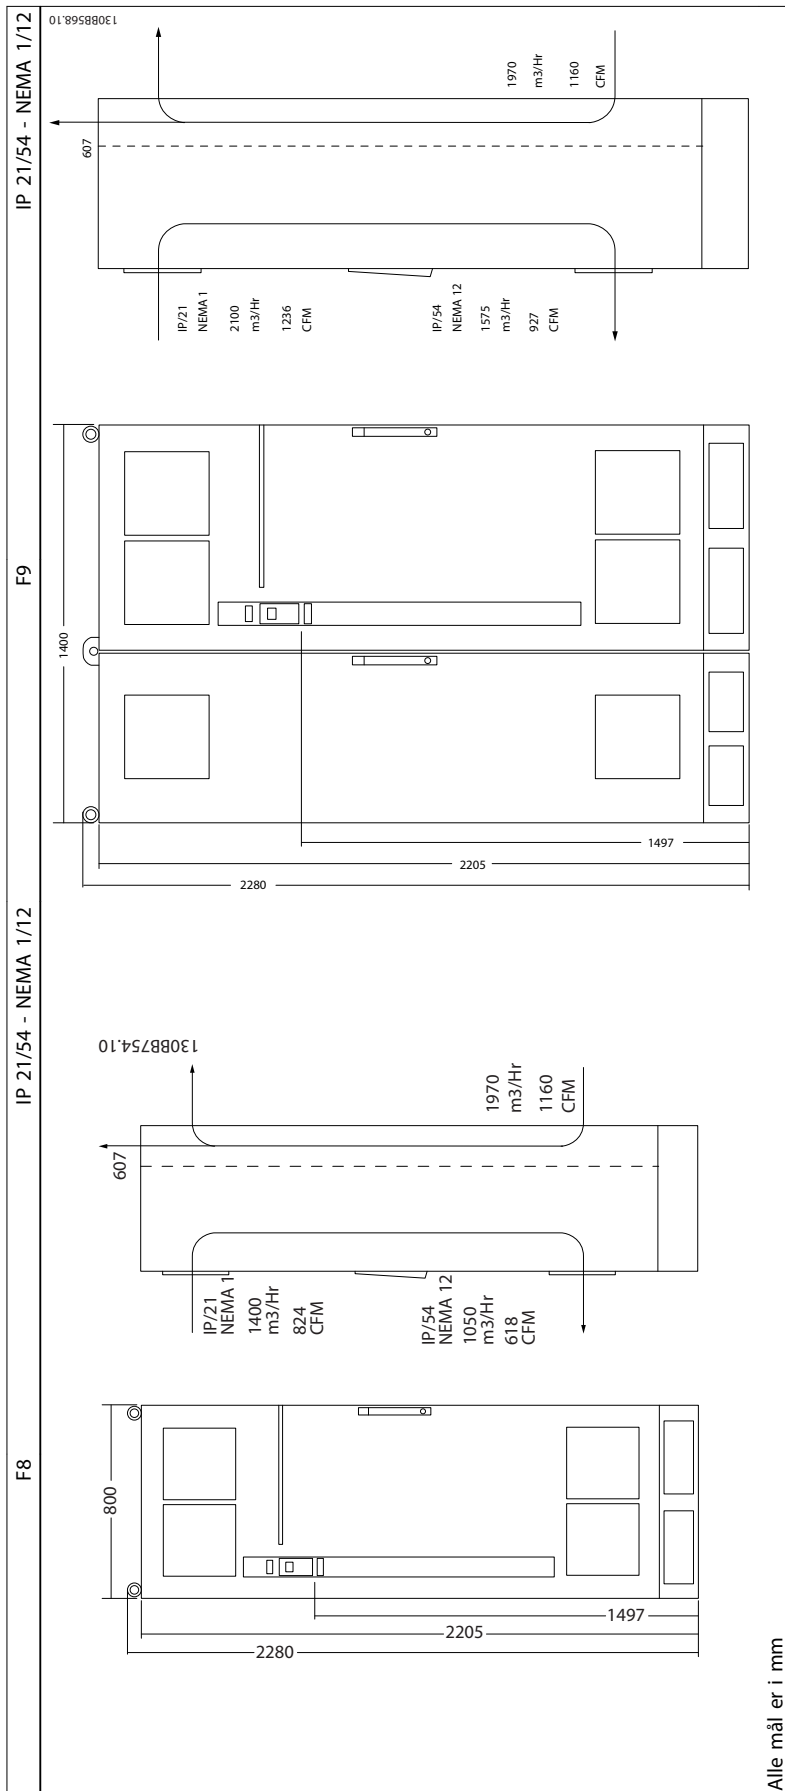 F8
IP 21/54 - NEMA 1/12
F9
IP 21/54 - NEMA 1/12
800
2280
2205
1497
IP/21
NEMA 1
1400
m3/Hr
824
CFM
IP/54
NEMA 12
1050
m3/Hr
618
CFM
607
1970
m3/Hr
1160
CFM
130BB754.10
1400
2280
2205
1497
IP/21
NEMA 1
2100
m3/Hr
1236
CFM
IP/54
NEMA 12
1575
m3/Hr
927
CFM
607
1970
m3/Hr
1160
CFM
130BB568.10
Alle mål er i mm